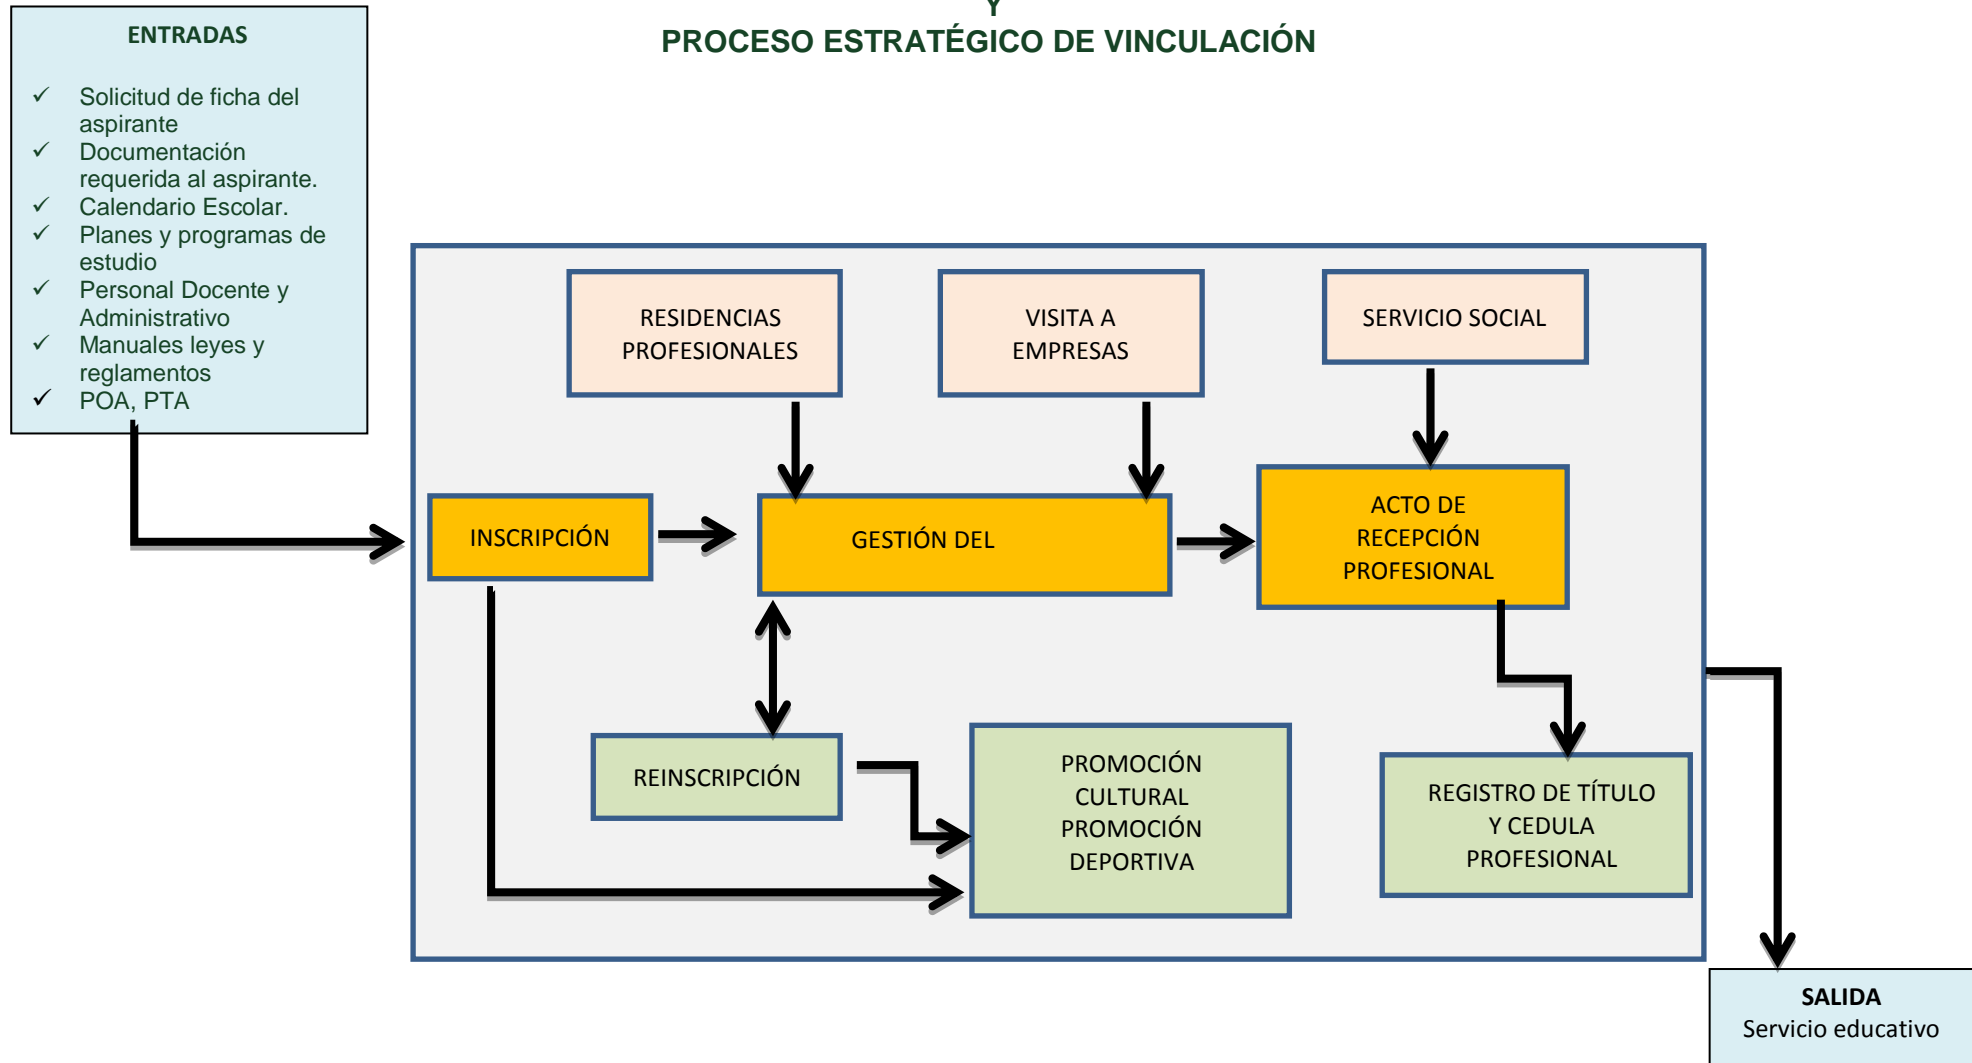 Y
PROCESO ESTRATÉGICO DE VINCULACIÓN
ENTRADAS
✓ Solicitud de ficha del
aspirante
✓ Documentación
requerida al aspirante.
✓ Calendario Escolar.
✓ Planes y programas de
estudio
✓ Personal Docente y
Administrativo
✓ Manuales leyes y
reglamentos
✓ POA, PTA
RESIDENCIAS
PROFESIONALES
VISITA A
EMPRESAS
SERVICIO SOCIAL
INSCRIPCIÓN
GESTIÓN DEL
ACTO DE
RECEPCIÓN
PROFESIONAL
REINSCRIPCIÓN
PROMOCIÓN
CULTURAL
PROMOCIÓN
DEPORTIVA
REGISTRO DE TÍTULO
Y CEDULA
PROFESIONAL
SALIDA
Servicio educativo